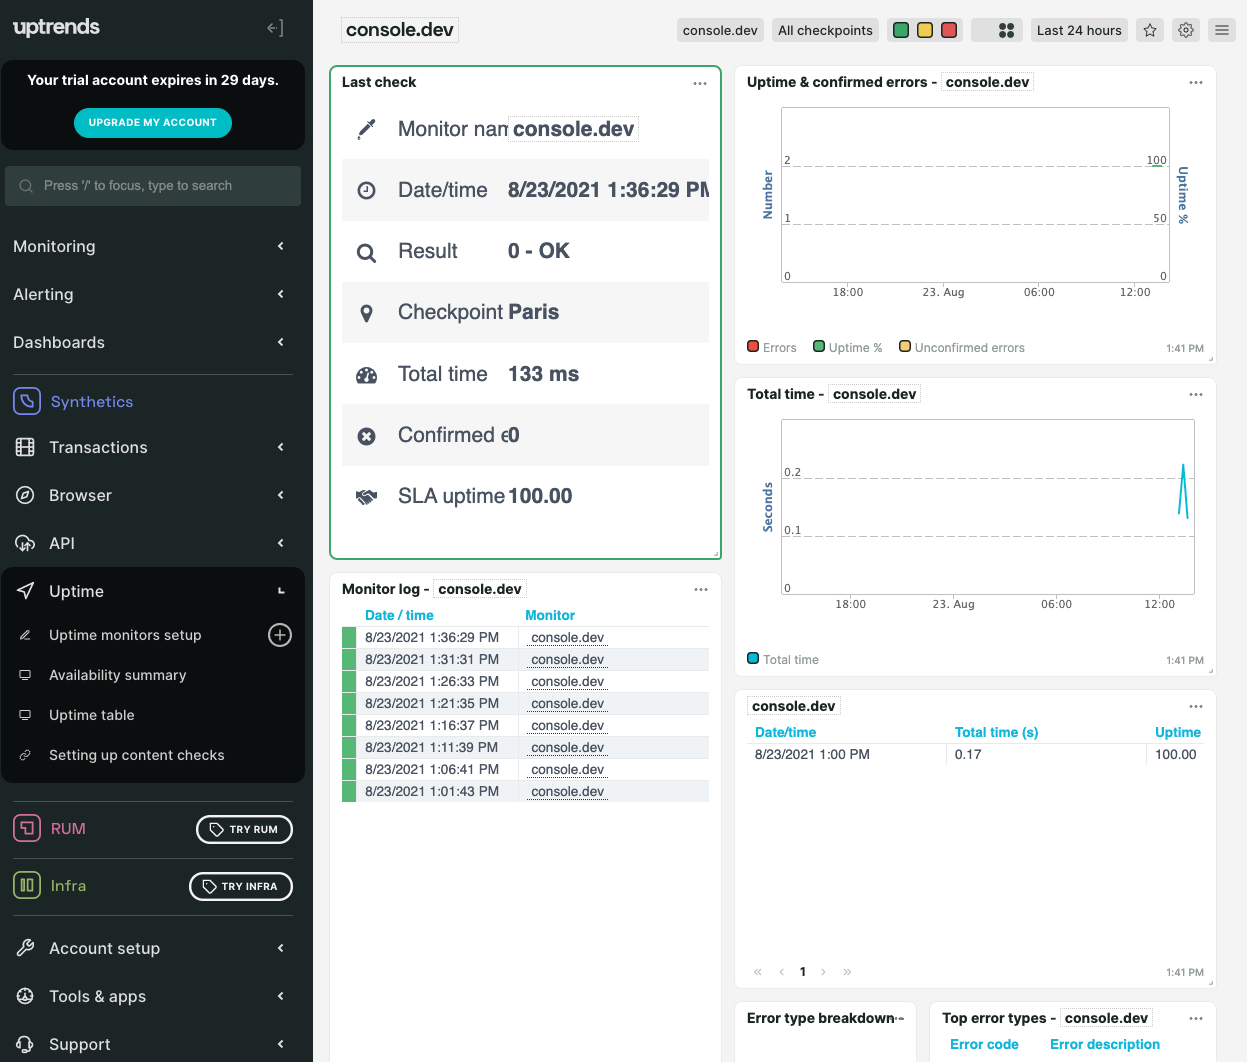 uptrends
Your trial account expires in 29 days.
UPGRADE MY ACCOUNT
Press '/' to focus, type to search
Monitoring
Alerting
Dashboards
Synthetics
Transactions
Browser
API
Uptime
Uptime monitors setup
Availability summary
Uptime table
Setting up content checks
RUM
TRY RUM
Infra
TRY INFRA
Account setup
Tools & apps
Support
console.dev
console.dev
All checkpoints
Last 24 hours
Last check
Monitor nam console.dev
Date/time 8/23/2021 1:36:29 PM
Result 0 - OK
Checkpoint Paris
Total time 133 ms
Confirmed e 0
SLA uptime 100.00
Monitor log - console.dev
Date / time Monitor
8/23/2021 1:36:29 PM console.dev
8/23/2021 1:31:31 PM console.dev
8/23/2021 1:26:33 PM console.dev
8/23/2021 1:21:35 PM console.dev
8/23/2021 1:16:37 PM console.dev
8/23/2021 1:11:39 PM console.dev
8/23/2021 1:06:41 PM console.dev
8/23/2021 1:01:43 PM console.dev
Uptime & confirmed errors - console.dev
Number
2 100
1 50
0 0
Uptime %
18:00 23. Aug 06:00 12:00
Errors Uptime % Unconfirmed errors
1:41 PM
Total time - console.dev
Seconds
0.2
0.1
0
18:00 23. Aug 06:00 12:00
Total time
1:41 PM
console.dev
Date/time Total time (s) Uptime
8/23/2021 1:00 PM 0.17 100.00
« ‹ 1 › »
1:41 PM
Error type breakdown
Top error types - console.dev
Error code Error description